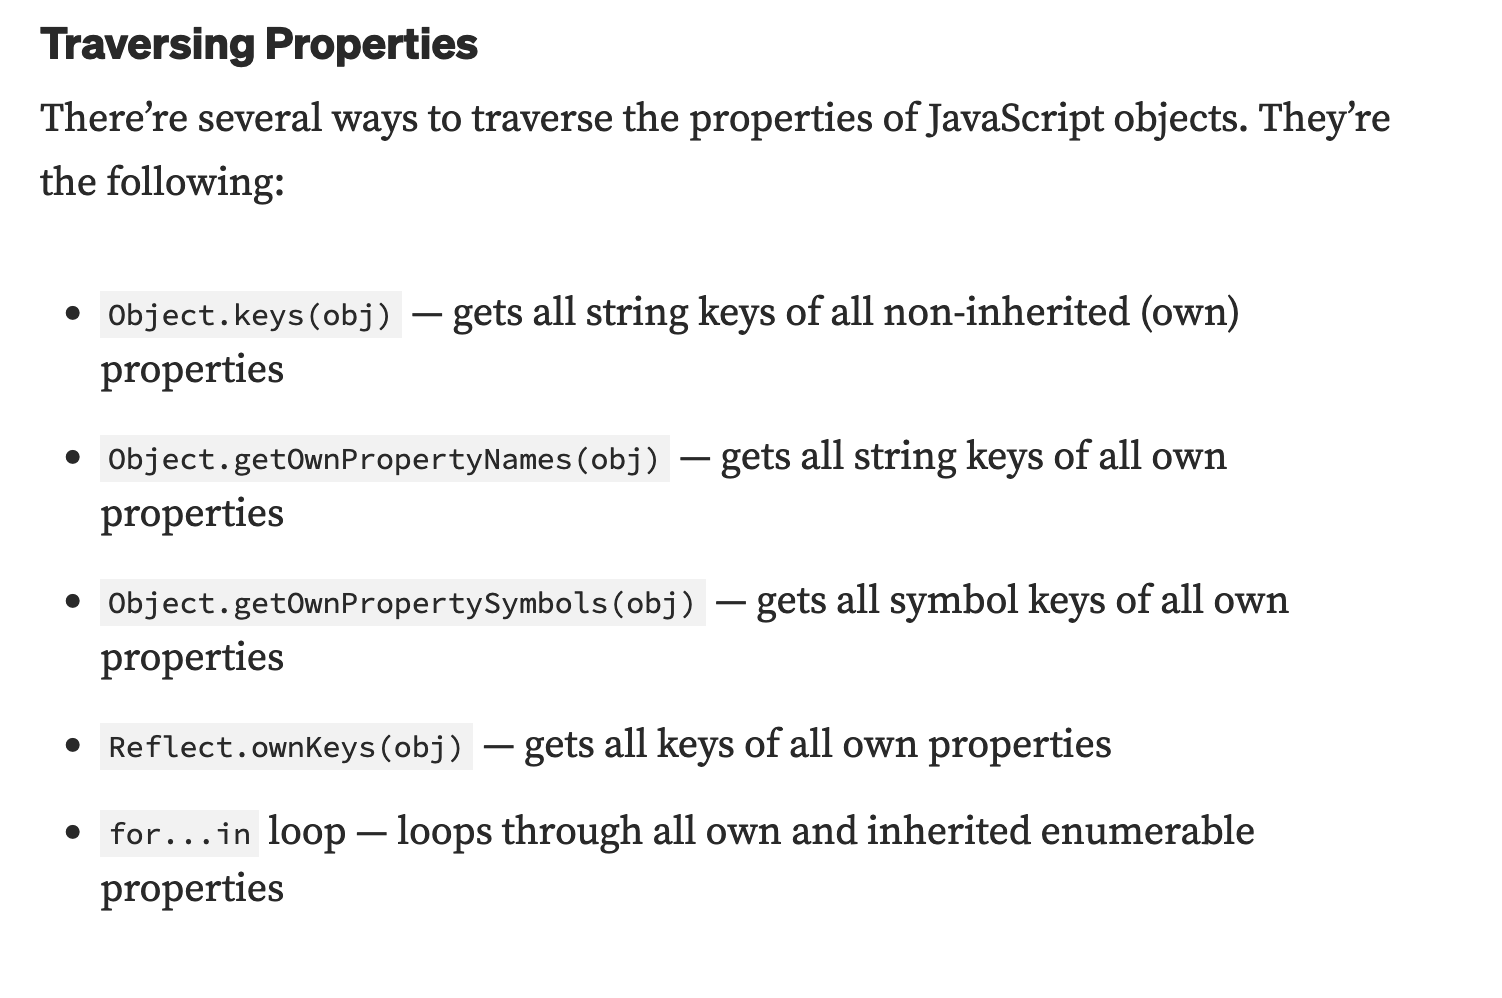 Traversing Properties
There’re several ways to traverse the properties of JavaScript objects. They’re
the following:
• Object.keys(obj) — gets all string keys of all non-inherited (own)
properties
• Object.getOwnPropertyNames(obj) — gets all string keys of all own
properties
• Object.getOwnPropertySymbols(obj) — gets all symbol keys of all own
properties
• Reflect.ownKeys(obj) — gets all keys of all own properties
• for...in loop — loops through all own and inherited enumerable
properties